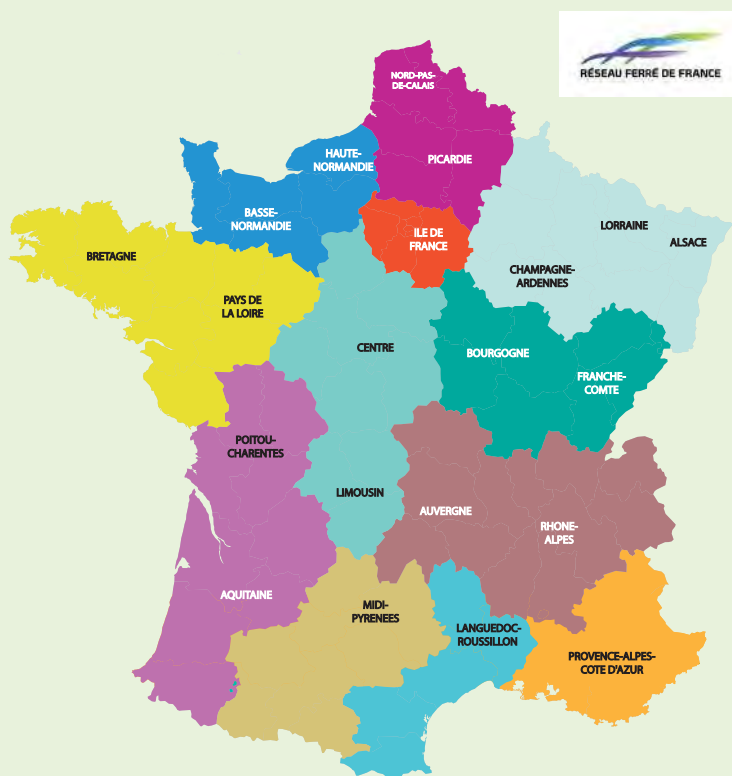 RÉSEAU FERRÉ DE FRANCE
NORD-PAS-
DE-CALAIS
HAUTE-
NORMANDIE
PICARDIE
BASSE-
NORMANDIE
ILE DE
FRANCE
LORRAINE
ALSACE
CHAMPAGNE-
ARDENNES
BRETAGNE
PAYS DE
LA LOIRE
CENTRE
BOURGOGNE
FRANCHE-
COMTE
POITOU-
CHARENTES
LIMOUSIN
AUVERGNE
RHONE-
ALPES
AQUITAINE
MIDI-
PYRENEES
LANGUEDOC-
ROUSSILLON
PROVENCE-ALPES-
COTE D'AZUR